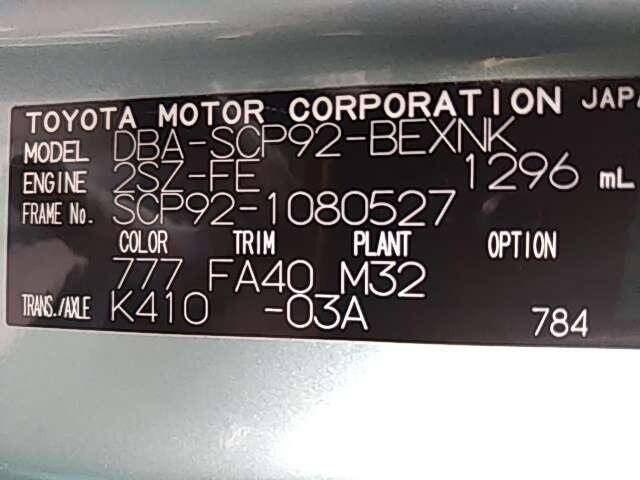 TOYOTA MOTOR CORPORATION JAPA
MODEL DBA-SCP92-BEXNK
ENGINE 2SZ-FE 1296 mL
FRAME No. SCP92-1080527
COLOR TRIM PLANT OPTION
777 FA40 M32
TRANS./AXLE K410 -03A 784